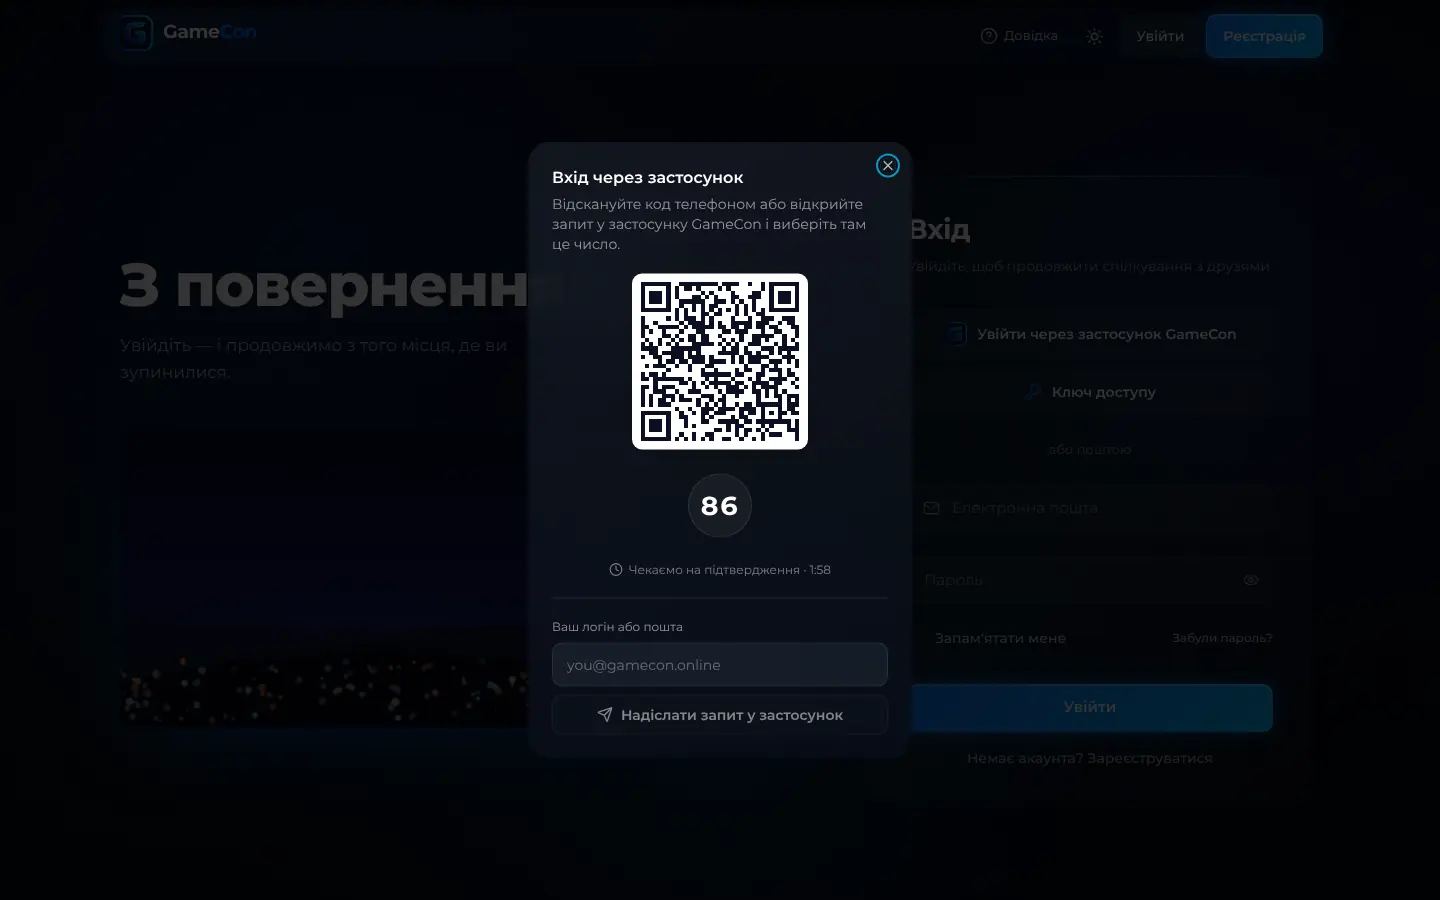 GameCon
Довідка
Увійти
Реєстрація
З поверненн
Увійдіть — і продовжимо з того місця, де ви
зупинилися.
Вхід через застосунок
Відскануйте код телефоном або відкрийте
запит у застосунку GameCon і виберіть там
це число.
86
Чекаємо на підтвердження · 1:58
Ваш логін або пошта
you@gamecon.online
Надіслати запит у застосунок
Вхід
Увійдіть, щоб продовжити спілкування з друзями
Увійти через застосунок GameCon
Ключ доступу
або поштою
Електронна пошта
Пароль
Запам'ятати мене
Забули пароль?
Увійти
Немає акаунта? Зареєструватися